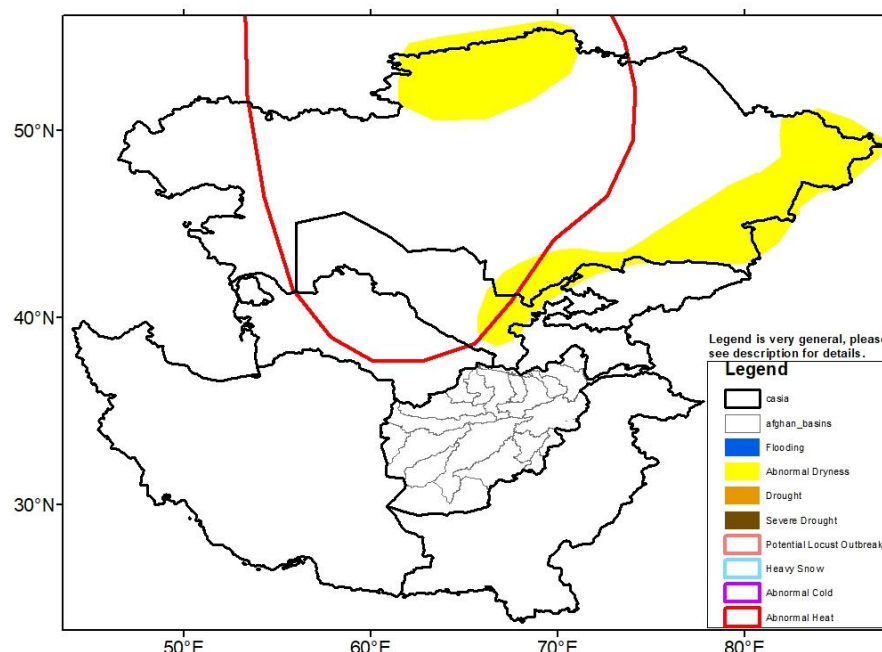 50°N
40°N
30°N
50°E
60°E
70°E
80°E
Legend is very general, please
see description for details.
Legend
casia
afghan_basins
Flooding
Abnormal Dryness
Drought
Severe Drought
Potential Locust Outbreak
Heavy Snow
Abnormal Cold
Abnormal Heat